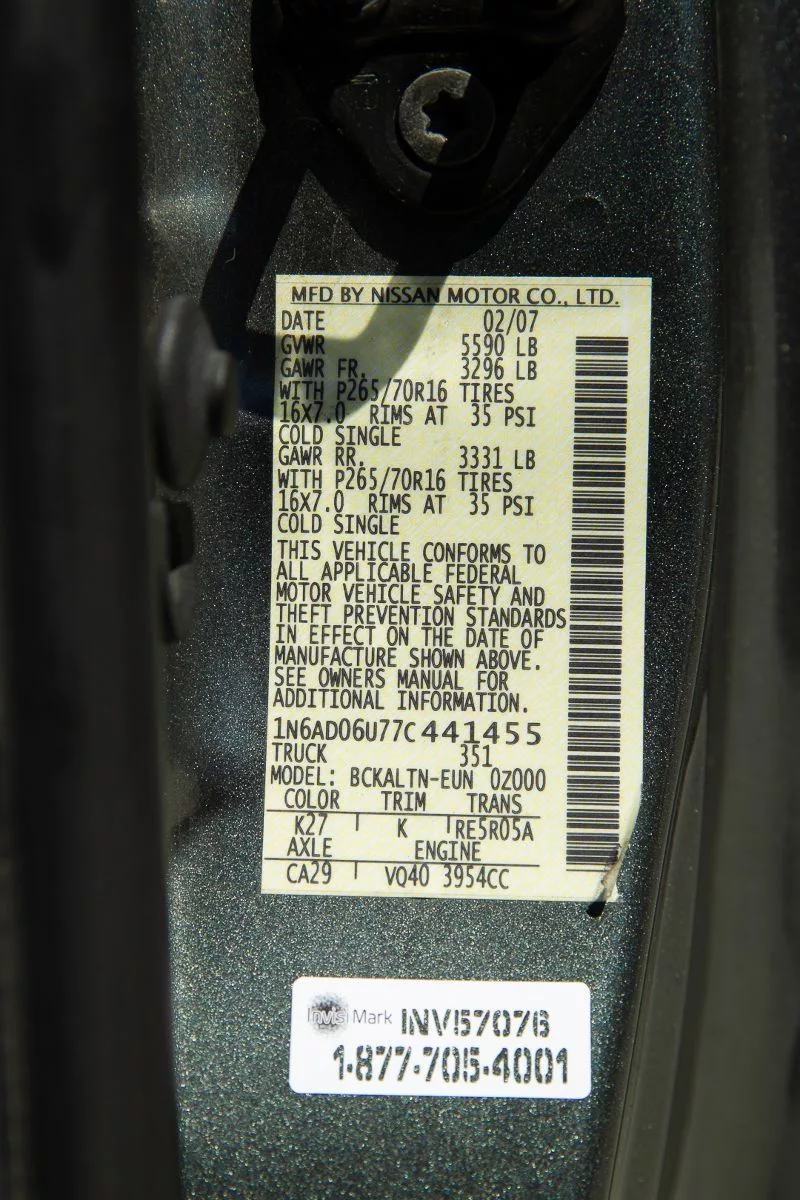 MFD BY NISSAN MOTOR CO., LTD.
DATE 02/07
GVWR 5590 LB
GAWR FR. 3296 LB
WITH P265/70R16 TIRES
16X7.0 RIMS AT 35 PSI
COLD SINGLE
GAWR RR. 3331 LB
WITH P265/70R16 TIRES
16X7.0 RIMS AT 35 PSI
COLD SINGLE
THIS VEHICLE CONFORMS TO
ALL APPLICABLE FEDERAL
MOTOR VEHICLE SAFETY AND
THEFT PREVENTION STANDARDS
IN EFFECT ON THE DATE OF
MANUFACTURE SHOWN ABOVE.
SEE OWNERS MANUAL FOR
ADDITIONAL INFORMATION.
1N6AD06U77C441455
TRUCK 351
MODEL: BCKALTN-EUN 0Z000
COLOR TRIM TRANS
K27 K RE5R05A
AXLE ENGINE
CA29 VQ40 3954CC
InvisiMark INV57076
1-877-705-4001